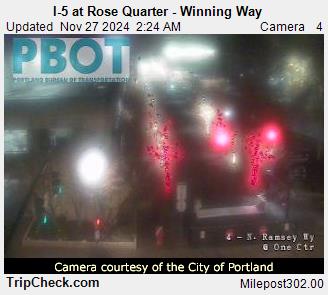 I-5 at Rose Quarter - Winning Way
Updated Nov 27 2024 2:24 AM Camera 4
PBOT
PORTLAND BUREAU OF TRANSPORTATION
4 - N. Ramsey Wy
@ One Ctr
Camera courtesy of the City of Portland
TripCheck.com Milepost302.00